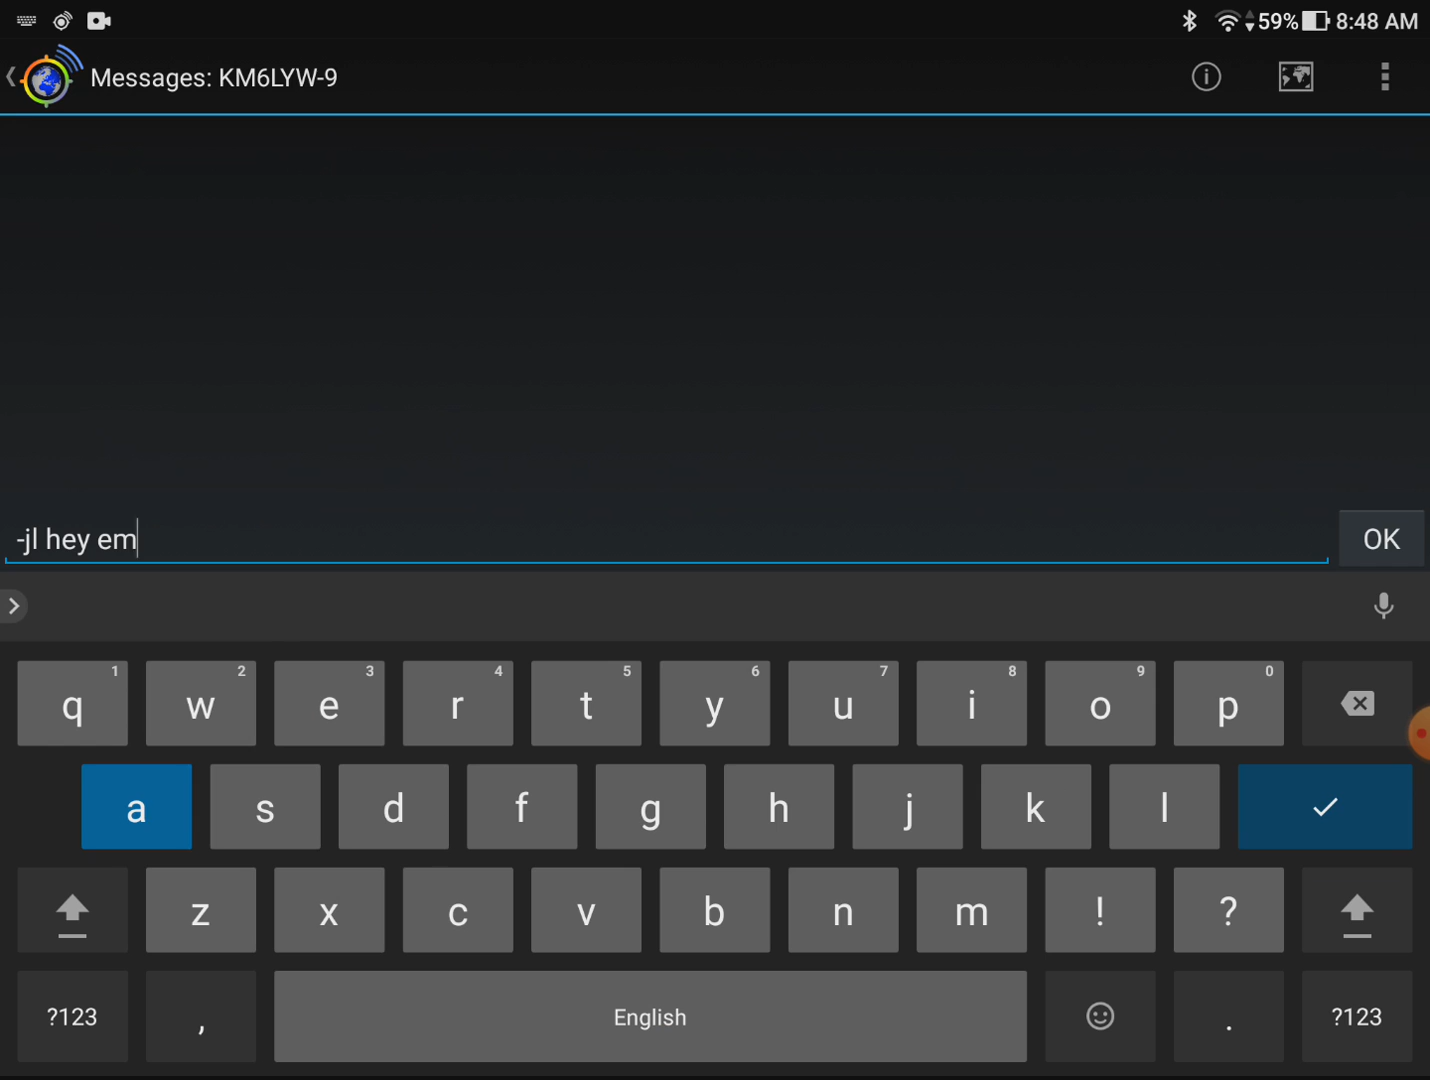 59% 8:48 AM
Messages: KM6LYW-9
-jl hey em
OK
1 2 3 4 5 6 7 8 9 0
q w e r t y u i o p
a s d f g h j k l
z x c v b n m ! ?
?123 , English . ?123